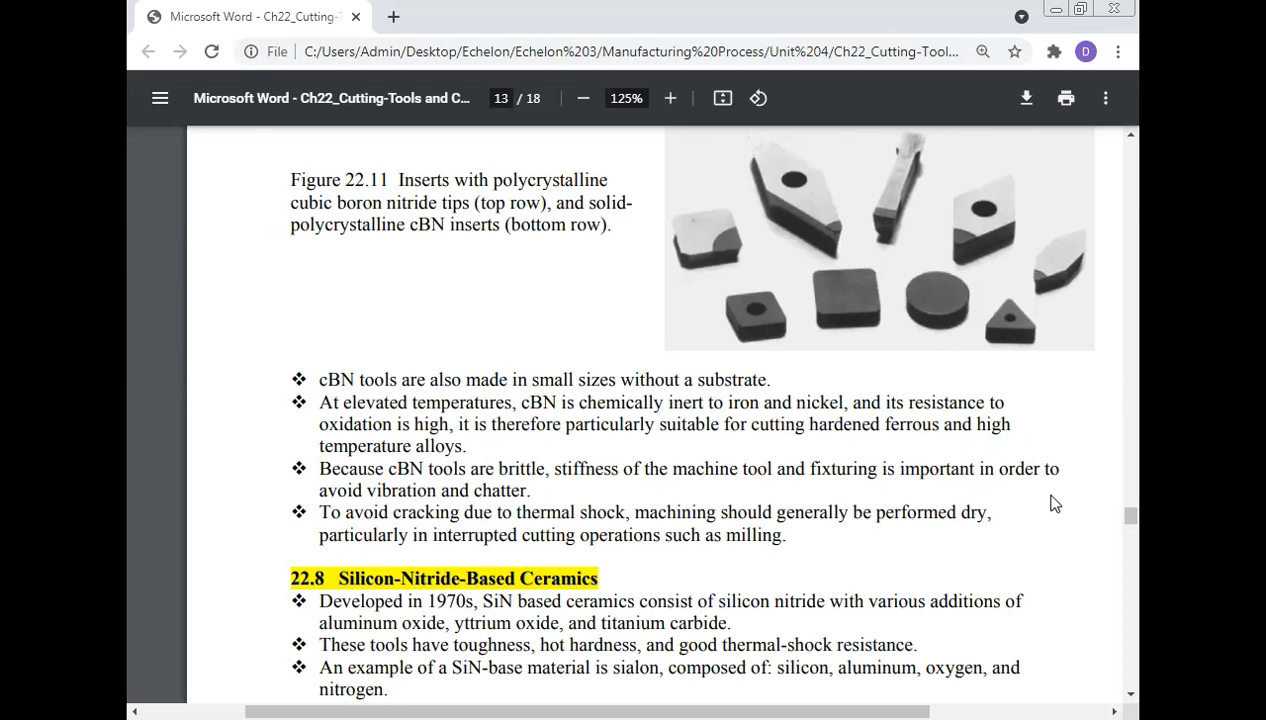 Microsoft Word - Ch22_Cutting-T
File C:/Users/Admin/Desktop/Echelon/Echelon%203/Manufacturing%20Process/Unit%204/Ch22_Cutting-Tool... D
Microsoft Word - Ch22_Cutting-Tools and C... 13 / 18 125%
Figure 22.11 Inserts with polycrystalline
cubic boron nitride tips (top row), and solid-
polycrystalline cBN inserts (bottom row).
❖ cBN tools are also made in small sizes without a substrate.
❖ At elevated temperatures, cBN is chemically inert to iron and nickel, and its resistance to
oxidation is high, it is therefore particularly suitable for cutting hardened ferrous and high
temperature alloys.
❖ Because cBN tools are brittle, stiffness of the machine tool and fixturing is important in order to
avoid vibration and chatter.
❖ To avoid cracking due to thermal shock, machining should generally be performed dry,
particularly in interrupted cutting operations such as milling.
22.8 Silicon-Nitride-Based Ceramics
❖ Developed in 1970s, SiN based ceramics consist of silicon nitride with various additions of
aluminum oxide, yttrium oxide, and titanium carbide.
❖ These tools have toughness, hot hardness, and good thermal-shock resistance.
❖ An example of a SiN-base material is sialon, composed of: silicon, aluminum, oxygen, and
nitrogen.